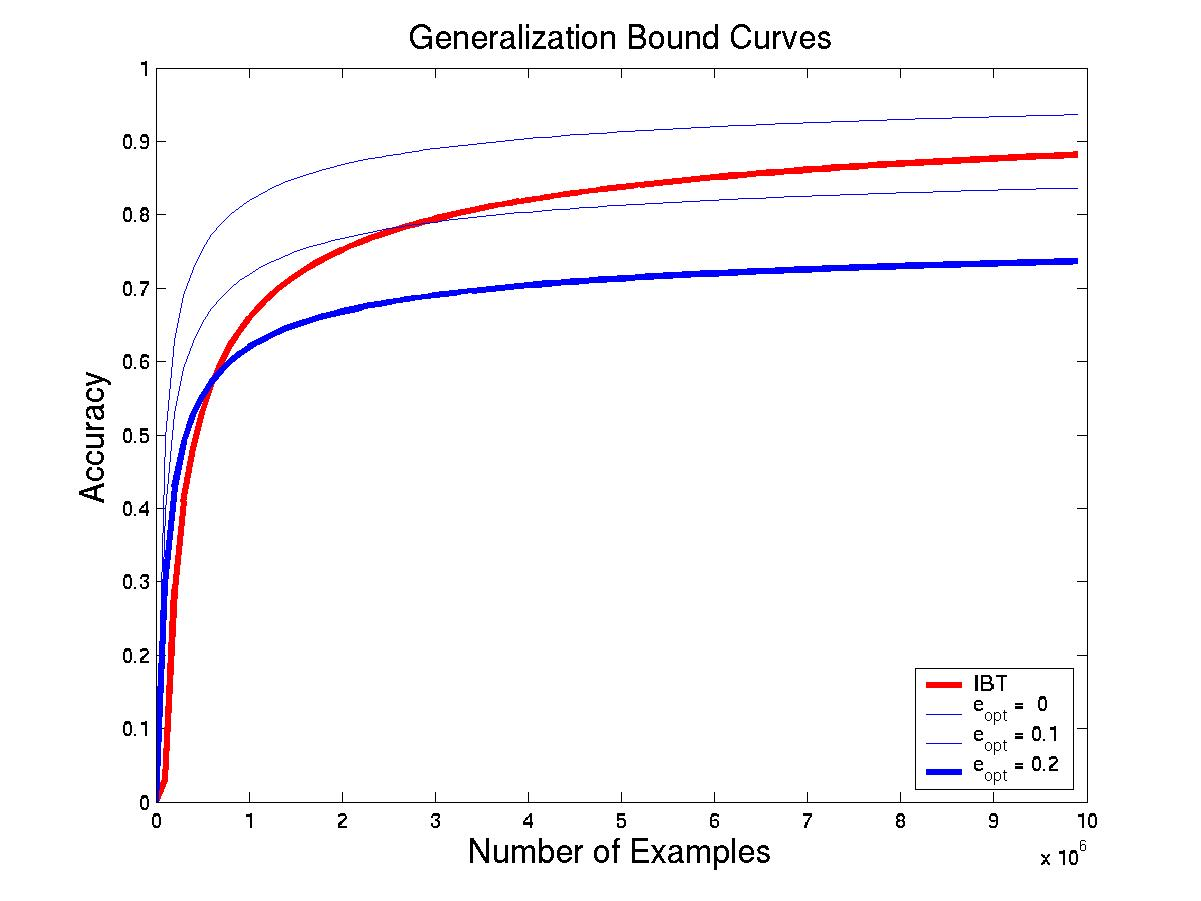 Generalization Bound Curves
1
0.9
0.8
0.7
0.6
0.5
0.4
0.3
0.2
0.1
0
Accuracy
IBT
e_opt = 0
e_opt = 0.1
e_opt = 0.2
0 1 2 3 4 5 6 7 8 9 10
Number of Examples
x 10^6